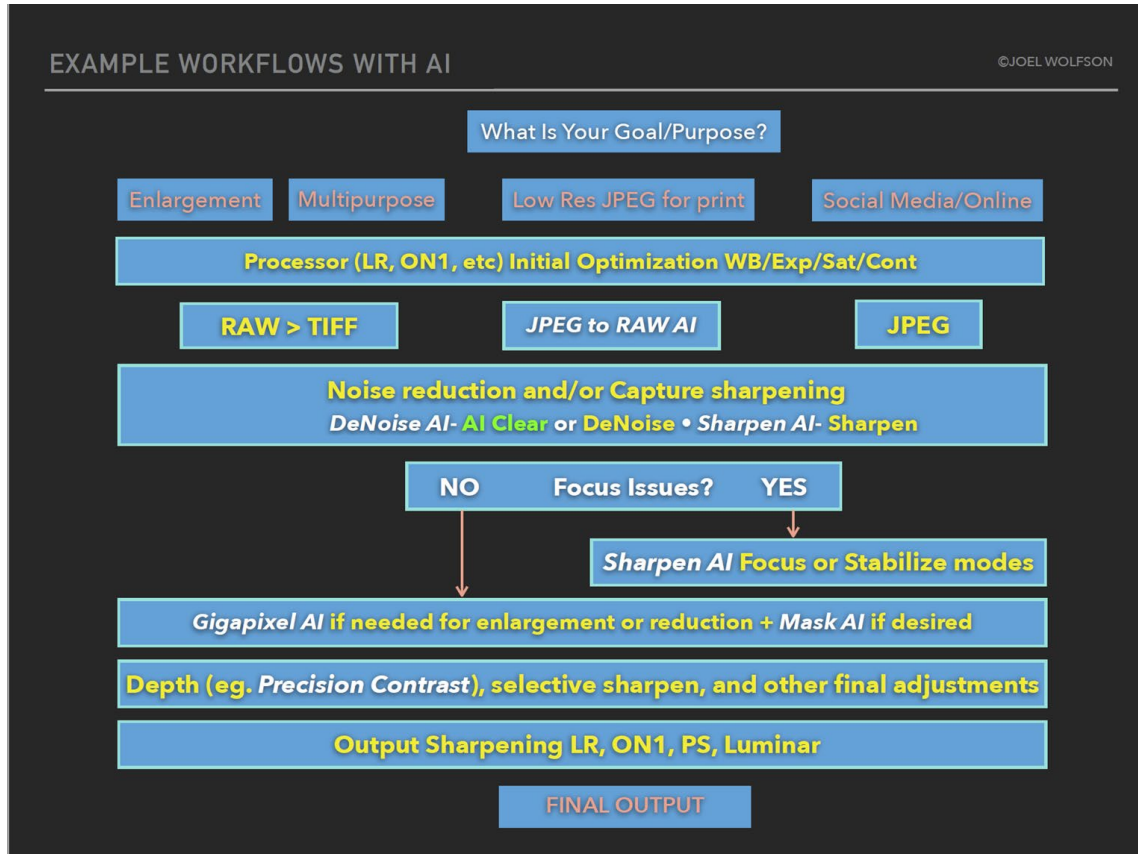 EXAMPLE WORKFLOWS WITH AI
©JOEL WOLFSON
What Is Your Goal/Purpose?
Enlargement
Multipurpose
Low Res JPEG for print
Social Media/Online
Processor (LR, ON1, etc) Initial Optimization WB/Exp/Sat/Cont
RAW > TIFF
JPEG to RAW AI
JPEG
Noise reduction and/or Capture sharpening
DeNoise AI- AI Clear or DeNoise • Sharpen AI- Sharpen
NO Focus Issues? YES
Sharpen AI Focus or Stabilize modes
Gigapixel AI if needed for enlargement or reduction + Mask AI if desired
Depth (eg. Precision Contrast), selective sharpen, and other final adjustments
Output Sharpening LR, ON1, PS, Luminar
FINAL OUTPUT